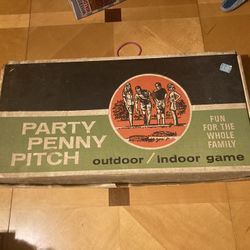 PARTY
PENNY
PITCH
outdoor / indoor game
FUN
FOR THE
WHOLE
FAMILY